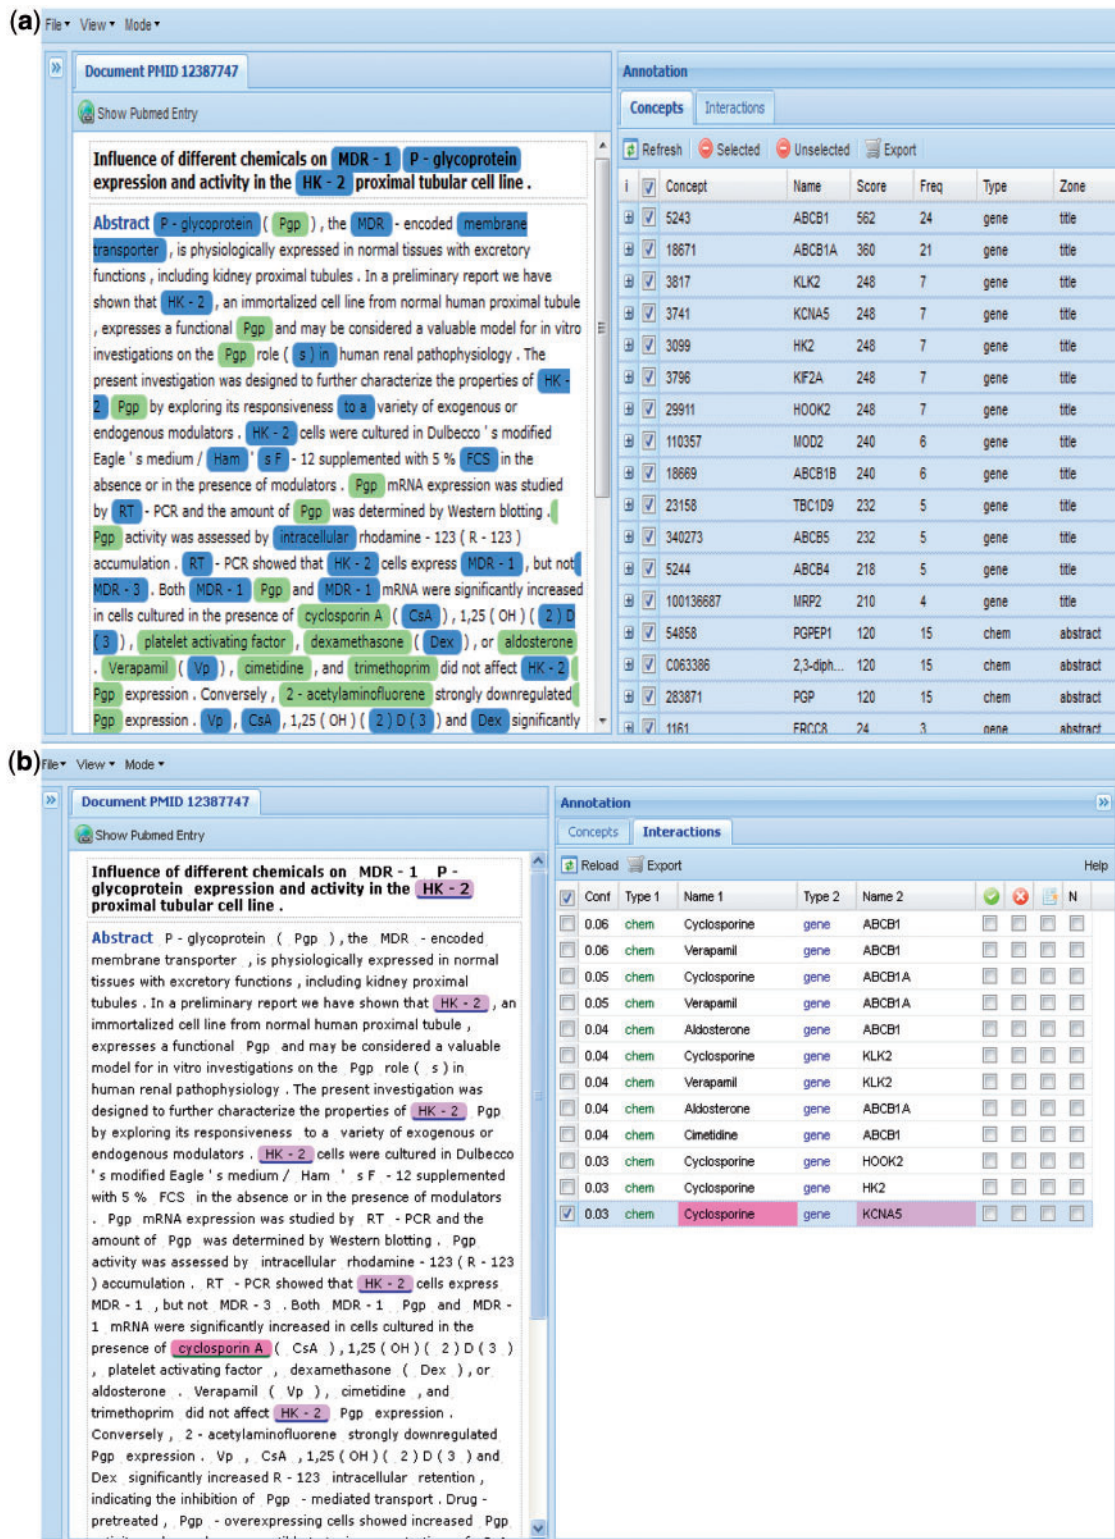 (a)
File View Mode
Document PMID 12387747
Show Pubmed Entry
Influence of different chemicals on MDR - 1 P - glycoprotein
expression and activity in the HK - 2 proximal tubular cell line .
Abstract P - glycoprotein ( Pgp ) , the MDR - encoded membrane
transporter , is physiologically expressed in normal tissues with excretory
functions , including kidney proximal tubules . In a preliminary report we have
shown that HK - 2 , an immortalized cell line from normal human proximal tubule
, expresses a functional Pgp and may be considered a valuable model for in vitro
investigations on the Pgp role ( s ) in human renal pathophysiology . The
present investigation was designed to further characterize the properties of HK -
2 Pgp by exploring its responsiveness to a variety of exogenous or
endogenous modulators . HK - 2 cells were cultured in Dulbecco ' s modified
Eagle ' s medium / Ham ' s F - 12 supplemented with 5 % FCS in the
absence or in the presence of modulators . Pgp mRNA expression was studied
by RT - PCR and the amount of Pgp was determined by Western blotting .
Pgp activity was assessed by intracellular rhodamine - 123 ( R - 123 )
accumulation . RT - PCR showed that HK - 2 cells express MDR - 1 , but not
MDR - 3 . Both MDR - 1 Pgp and MDR - 1 mRNA were significantly increased
in cells cultured in the presence of cyclosporin A ( CsA ) , 1,25 ( OH ) ( 2 ) D
( 3 ) , platelet activating factor , dexamethasone ( Dex ) , or aldosterone
. Verapamil ( Vp ) , cimetidine , and trimethoprim did not affect HK - 2
Pgp expression . Conversely , 2 - acetylaminofluorene strongly downregulated
Pgp expression . Vp , CsA , 1,25 ( OH ) ( 2 ) D ( 3 ) and Dex significantly
Annotation
Concepts Interactions
Refresh Selected Unselected Export
i Concept Name Score Freq Type Zone
5243 ABCB1 562 24 gene title
18671 ABCB1A 360 21 gene title
3817 KLK2 248 7 gene title
3741 KCNA5 248 7 gene title
3099 HK2 248 7 gene title
3796 KIF2A 248 7 gene title
29911 HOOK2 248 7 gene title
110357 MOD2 240 6 gene title
18669 ABCB1B 240 6 gene title
23158 TBC1D9 232 5 gene title
340273 ABCB5 232 5 gene title
5244 ABCB4 218 5 gene title
100136687 MRP2 210 4 gene title
54858 PGPEP1 120 15 chem abstract
C063386 2,3-diph... 120 15 chem abstract
283871 PGP 120 15 chem abstract
1161 ERCC8 24 3 gene abstract
(b)
File View Mode
Document PMID 12387747
Show Pubmed Entry
Influence of different chemicals on MDR - 1 P -
glycoprotein expression and activity in the HK - 2
proximal tubular cell line .
Abstract P - glycoprotein ( Pgp ) , the MDR - encoded
membrane transporter , is physiologically expressed in normal
tissues with excretory functions , including kidney proximal
tubules . In a preliminary report we have shown that HK - 2 , an
immortalized cell line from normal human proximal tubule ,
expresses a functional Pgp and may be considered a valuable
model for in vitro investigations on the Pgp role ( s ) in
human renal pathophysiology . The present investigation was
designed to further characterize the properties of HK - 2 Pgp
by exploring its responsiveness to a variety of exogenous or
endogenous modulators . HK - 2 cells were cultured in Dulbecco
' s modified Eagle ' s medium / Ham ' s F - 12 supplemented
with 5 % FCS in the absence or in the presence of modulators
. Pgp mRNA expression was studied by RT - PCR and the
amount of Pgp was determined by Western blotting . Pgp
activity was assessed by intracellular rhodamine - 123 ( R - 123
) accumulation . RT - PCR showed that HK - 2 cells express
MDR - 1 , but not MDR - 3 . Both MDR - 1 Pgp and MDR -
1 mRNA were significantly increased in cells cultured in the
presence of cyclosporin A ( CsA ) , 1,25 ( OH ) ( 2 ) D ( 3 )
, platelet activating factor , dexamethasone ( Dex ) , or
aldosterone . Verapamil ( Vp ) , cimetidine , and
trimethoprim did not affect HK - 2 Pgp expression .
Conversely , 2 - acetylaminofluorene strongly downregulated
Pgp expression . Vp , CsA , 1,25 ( OH ) ( 2 ) D ( 3 ) and
Dex significantly increased R - 123 intracellular retention ,
indicating the inhibition of Pgp - mediated transport . Drug -
pretreated , Pgp - overexpressing cells showed increased Pgp
Annotation
Concepts Interactions
Reload Export Help
Conf Type 1 Name 1 Type 2 Name 2 N
0.06 chem Cyclosporine gene ABCB1
0.06 chem Verapamil gene ABCB1
0.05 chem Cyclosporine gene ABCB1A
0.05 chem Verapamil gene ABCB1A
0.04 chem Aldosterone gene ABCB1
0.04 chem Cyclosporine gene KLK2
0.04 chem Verapamil gene KLK2
0.04 chem Aldosterone gene ABCB1A
0.04 chem Cimetidine gene ABCB1
0.03 chem Cyclosporine gene HOOK2
0.03 chem Cyclosporine gene HK2
0.03 chem Cyclosporine gene KCNA5